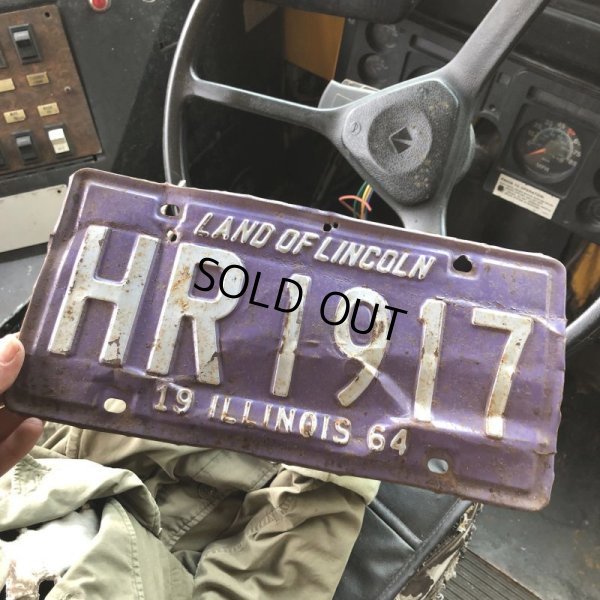 LAND OF LINCOLN
HR 1917
SOLD OUT
19 ILLINOIS 64